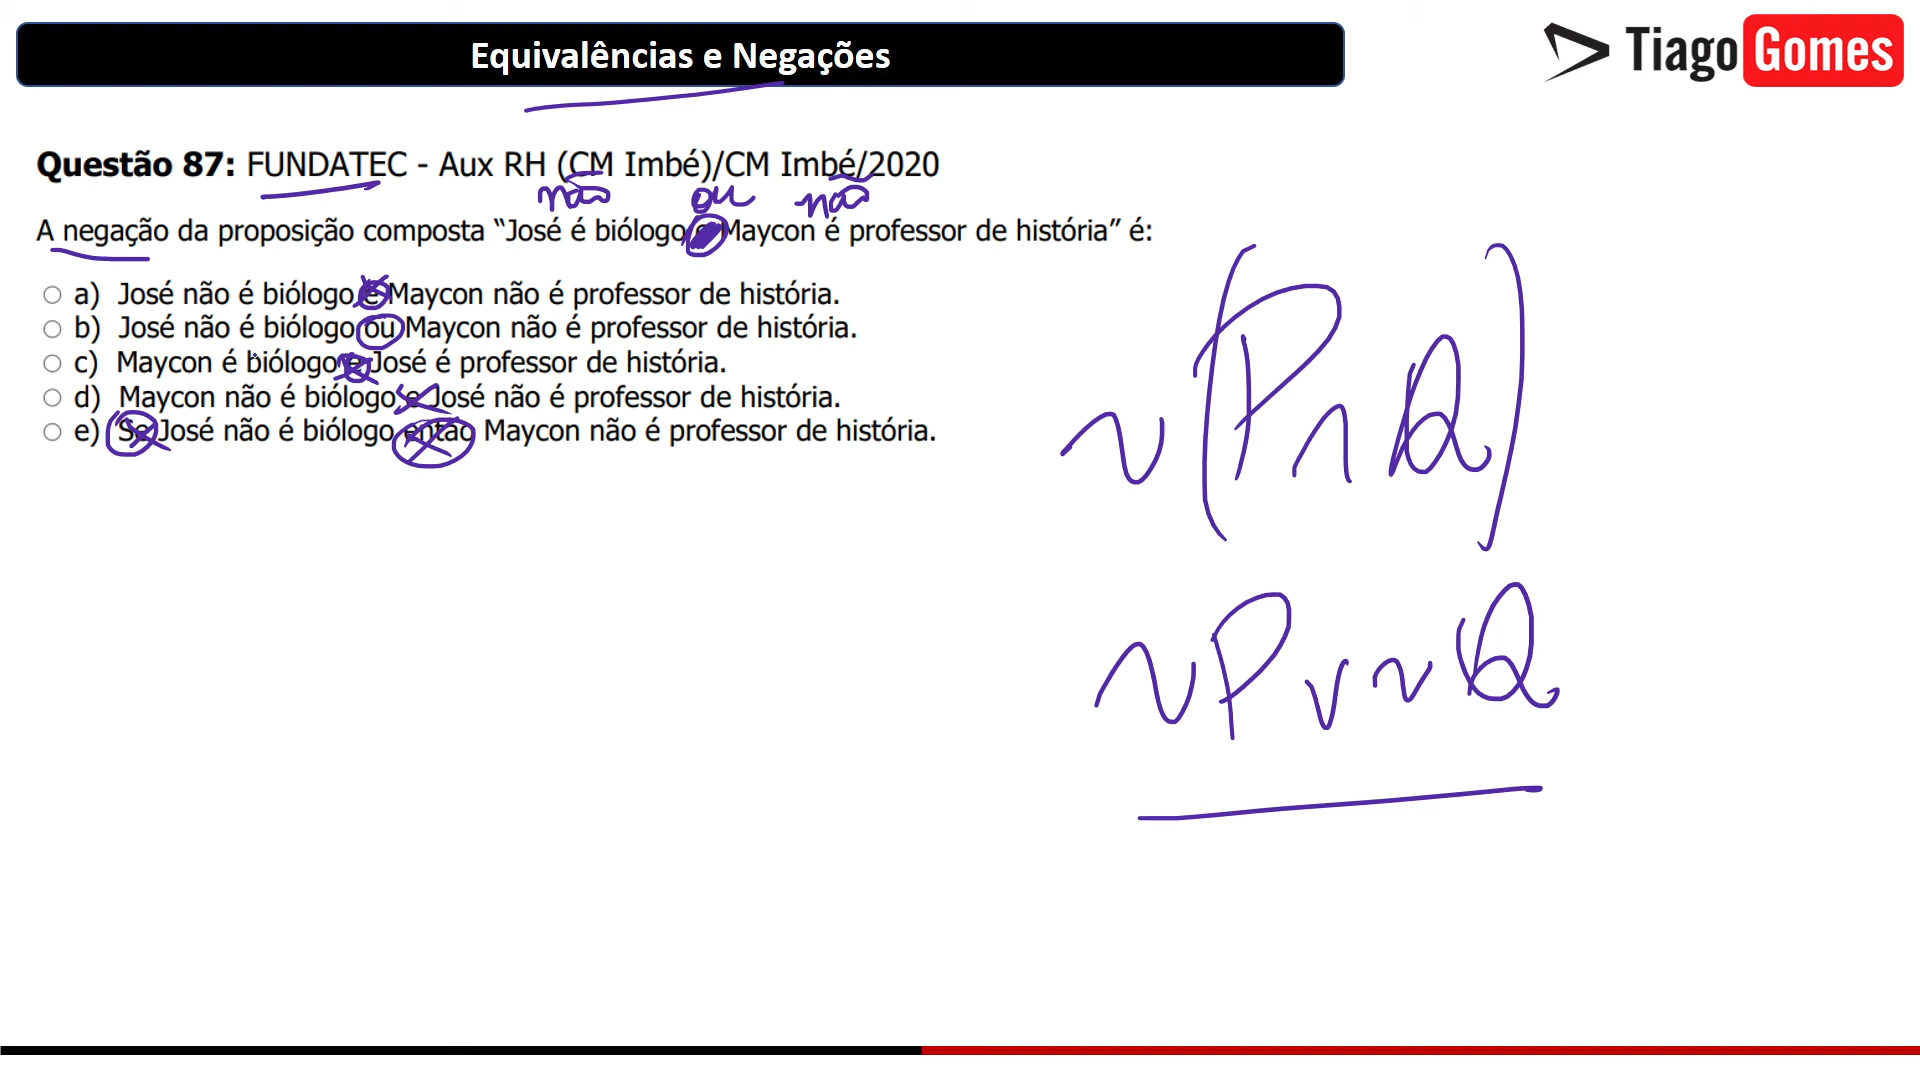 Equivalências e Negações
Tiago Gomes
Questão 87: FUNDATEC - Aux RH (CM Imbé)/CM Imbé/2020
não ou não
A negação da proposição composta “José é biólogo e Maycon é professor de história” é:
a) José não é biólogo e Maycon não é professor de história.
b) José não é biólogo ou Maycon não é professor de história.
c) Maycon é biólogo e José é professor de história.
d) Maycon não é biólogo e José não é professor de história.
e) Se José não é biólogo então Maycon não é professor de história.
~(P∧Q)
~P∨~Q